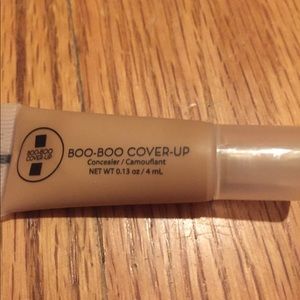 BOO-BOO
COVER-UP
BOO-BOO COVER-UP
Concealer / Camouflant
NET WT 0.13 oz / 4 mL